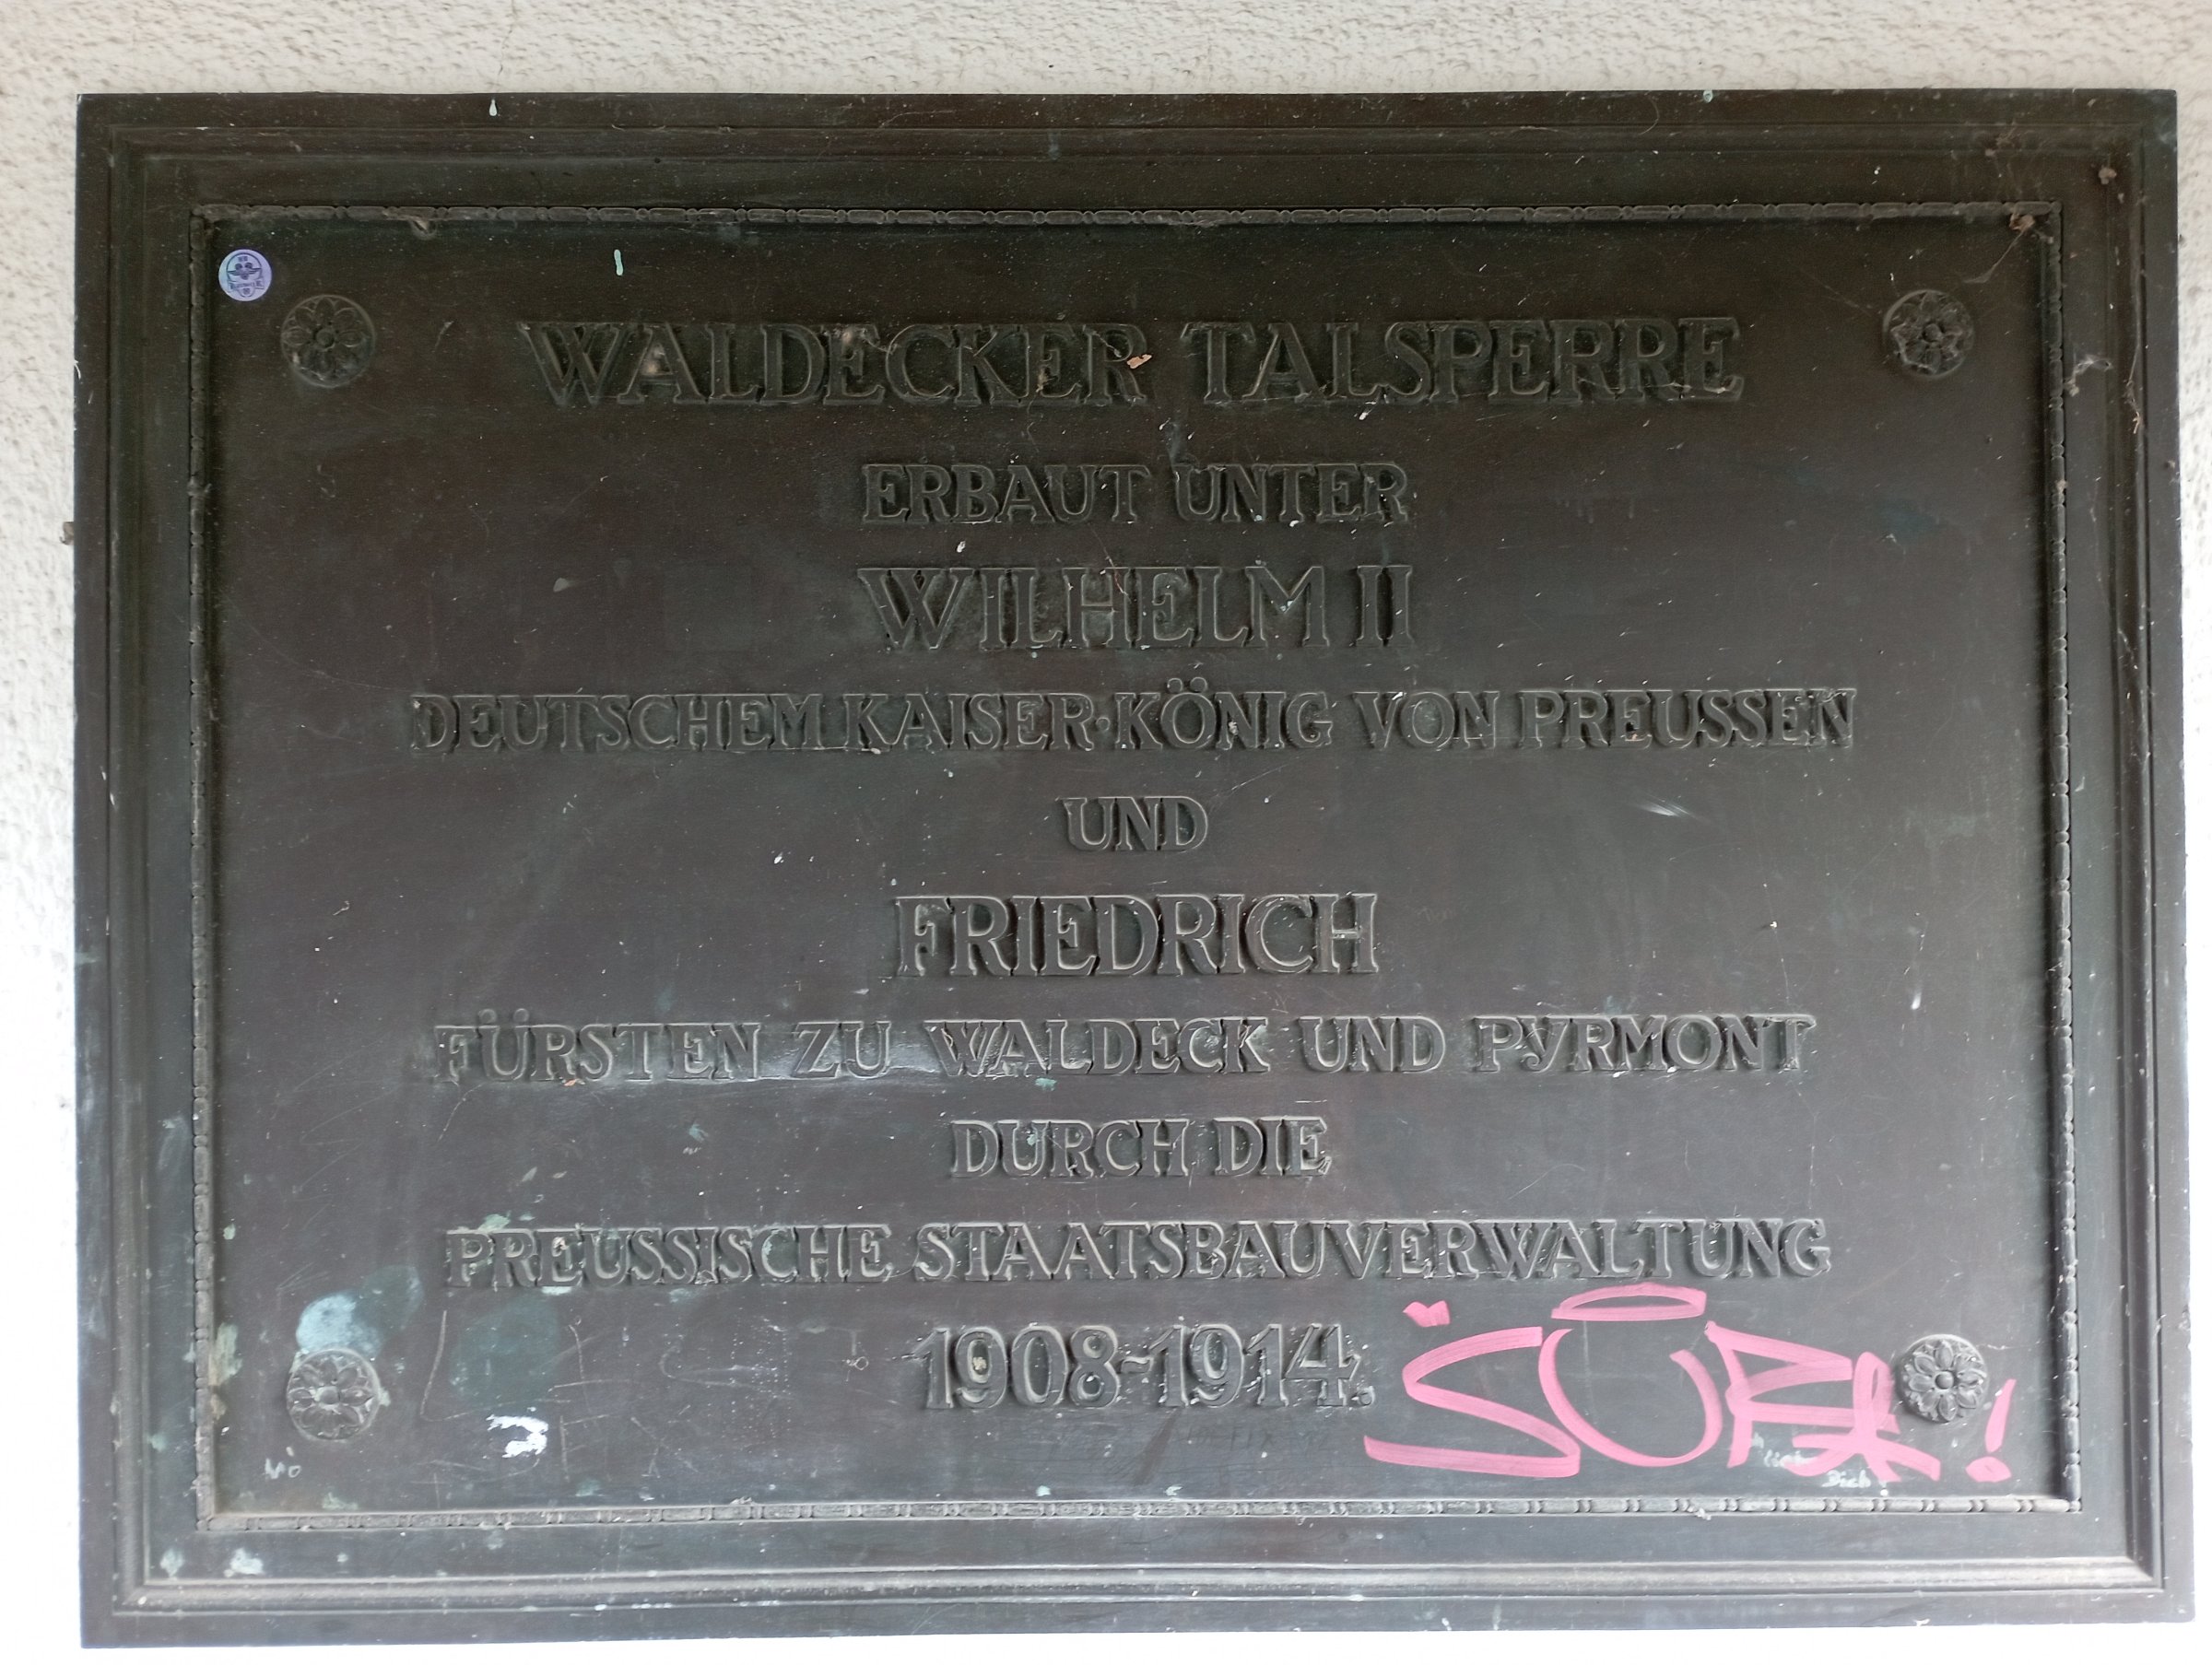 WALDECKER TALSPERRE
ERBAUT UNTER
WILHELM II
DEUTSCHEM KAISER·KÖNIG VON PREUSSEN
UND
FRIEDRICH
FÜRSTEN ZU WALDECK UND PYRMONT
DURCH DIE
PREUSSISCHE STAATSBAUVERWALTUNG
1908-1914.
Dich